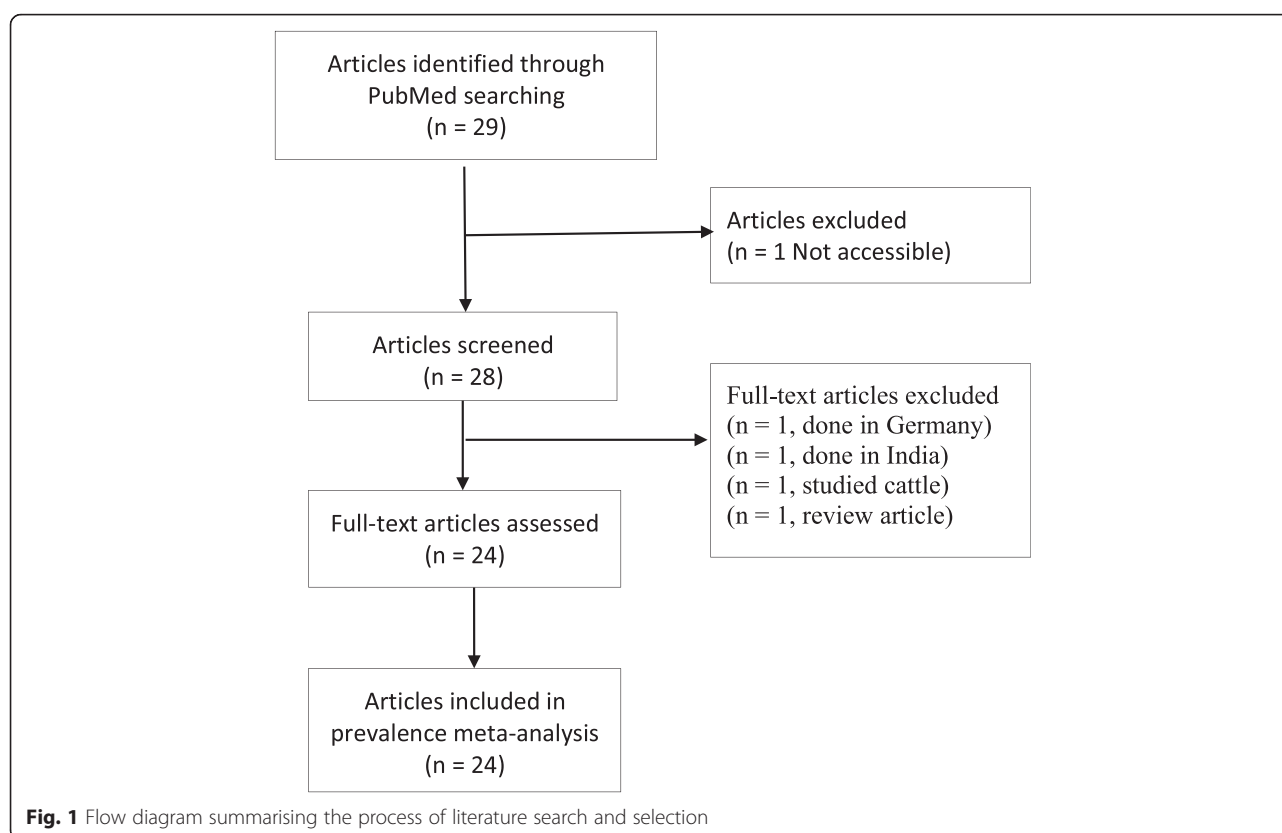 Articles identified through
PubMed searching
(n = 29)
Articles excluded
(n = 1 Not accessible)
Articles screened
(n = 28)
Full-text articles excluded
(n = 1, done in Germany)
(n = 1, done in India)
(n = 1, studied cattle)
(n = 1, review article)
Full-text articles assessed
(n = 24)
Articles included in
prevalence meta-analysis
(n = 24)
Fig. 1 Flow diagram summarising the process of literature search and selection